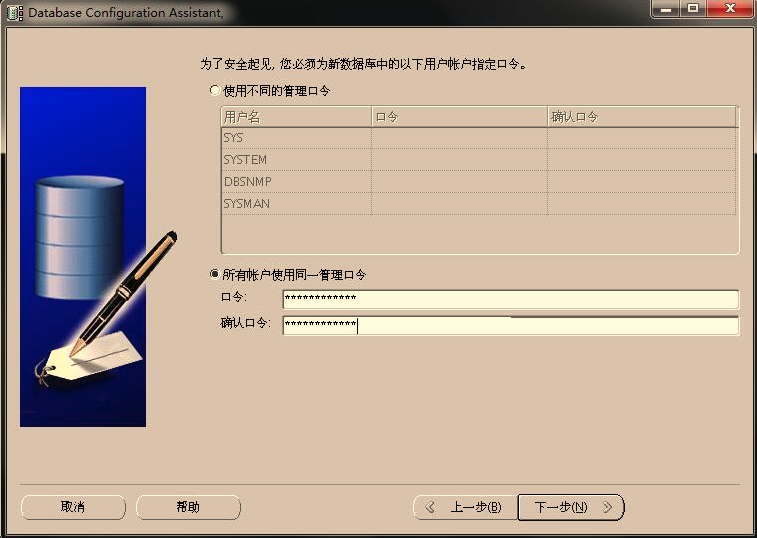 Database Configuration Assistant,
为了安全起见, 您必须为新数据库中的以下用户帐户指定口令。
使用不同的管理口令
用户名 口令 确认口令
SYS
SYSTEM
DBSNMP
SYSMAN
所有帐户使用同一管理口令
口令: ************
确认口令: ************
取消 帮助 上一步(B) 下一步(N)